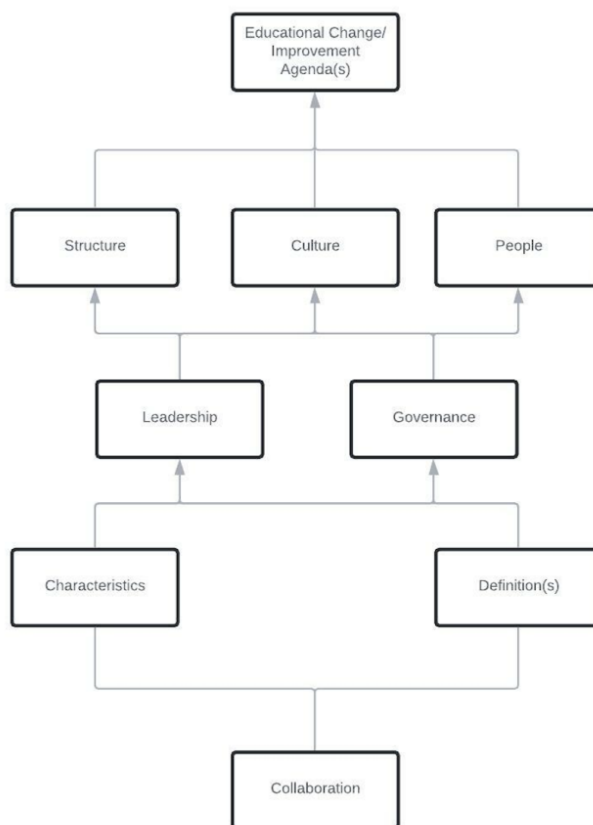 Educational Change/
Improvement
Agenda(s)
Structure
Culture
People
Leadership
Governance
Characteristics
Definition(s)
Collaboration